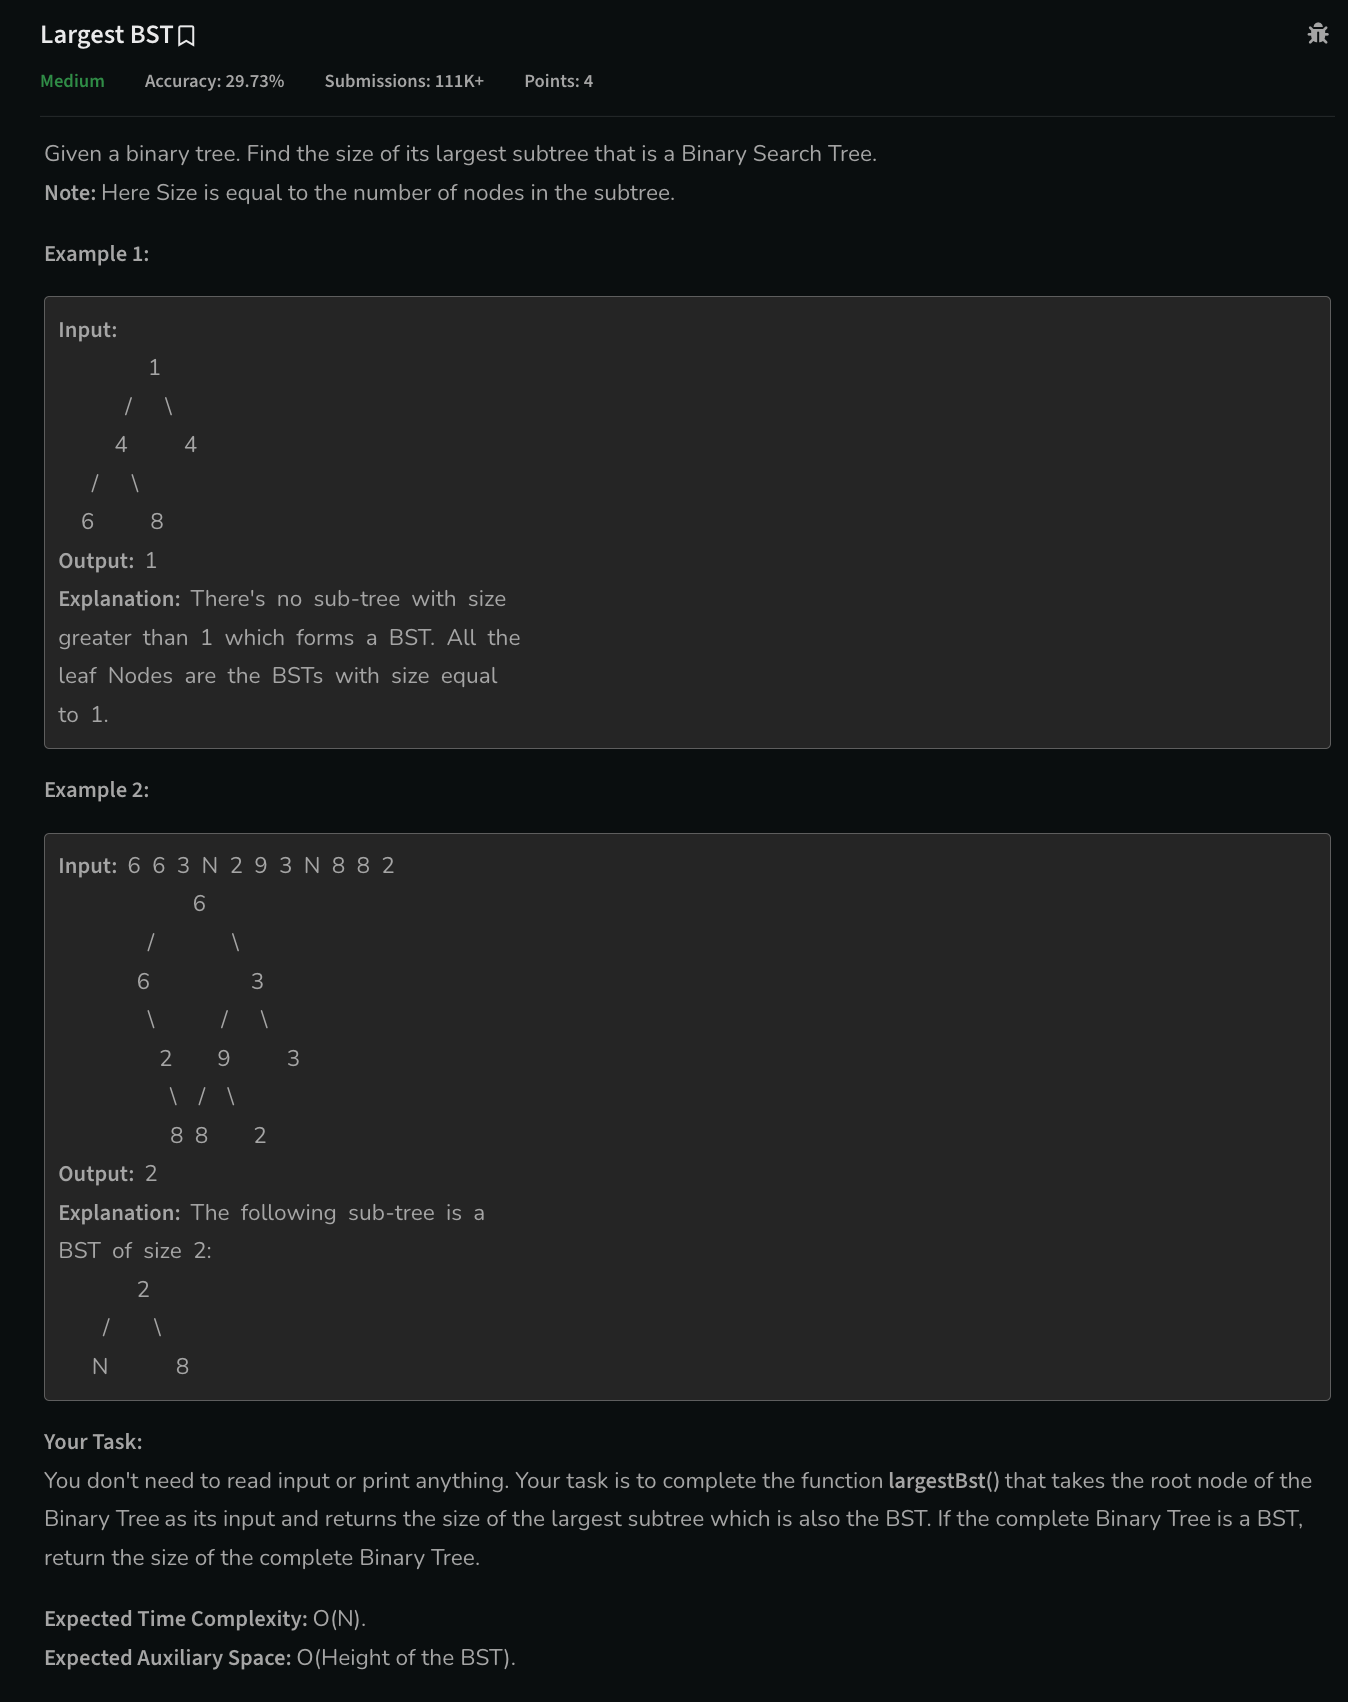 Largest BST
Medium Accuracy: 29.73% Submissions: 111K+ Points: 4
Given a binary tree. Find the size of its largest subtree that is a Binary Search Tree.
Note: Here Size is equal to the number of nodes in the subtree.
Example 1:
Input:
1
/ \
4 4
/ \
6 8
Output: 1
Explanation: There's no sub-tree with size
greater than 1 which forms a BST. All the
leaf Nodes are the BSTs with size equal
to 1.
Example 2:
Input: 6 6 3 N 2 9 3 N 8 8 2
6
/ \
6 3
\ / \
2 9 3
\ / \
8 8 2
Output: 2
Explanation: The following sub-tree is a
BST of size 2:
2
/ \
N 8
Your Task:
You don't need to read input or print anything. Your task is to complete the function largestBst() that takes the root node of the
Binary Tree as its input and returns the size of the largest subtree which is also the BST. If the complete Binary Tree is a BST,
return the size of the complete Binary Tree.
Expected Time Complexity: O(N).
Expected Auxiliary Space: O(Height of the BST).